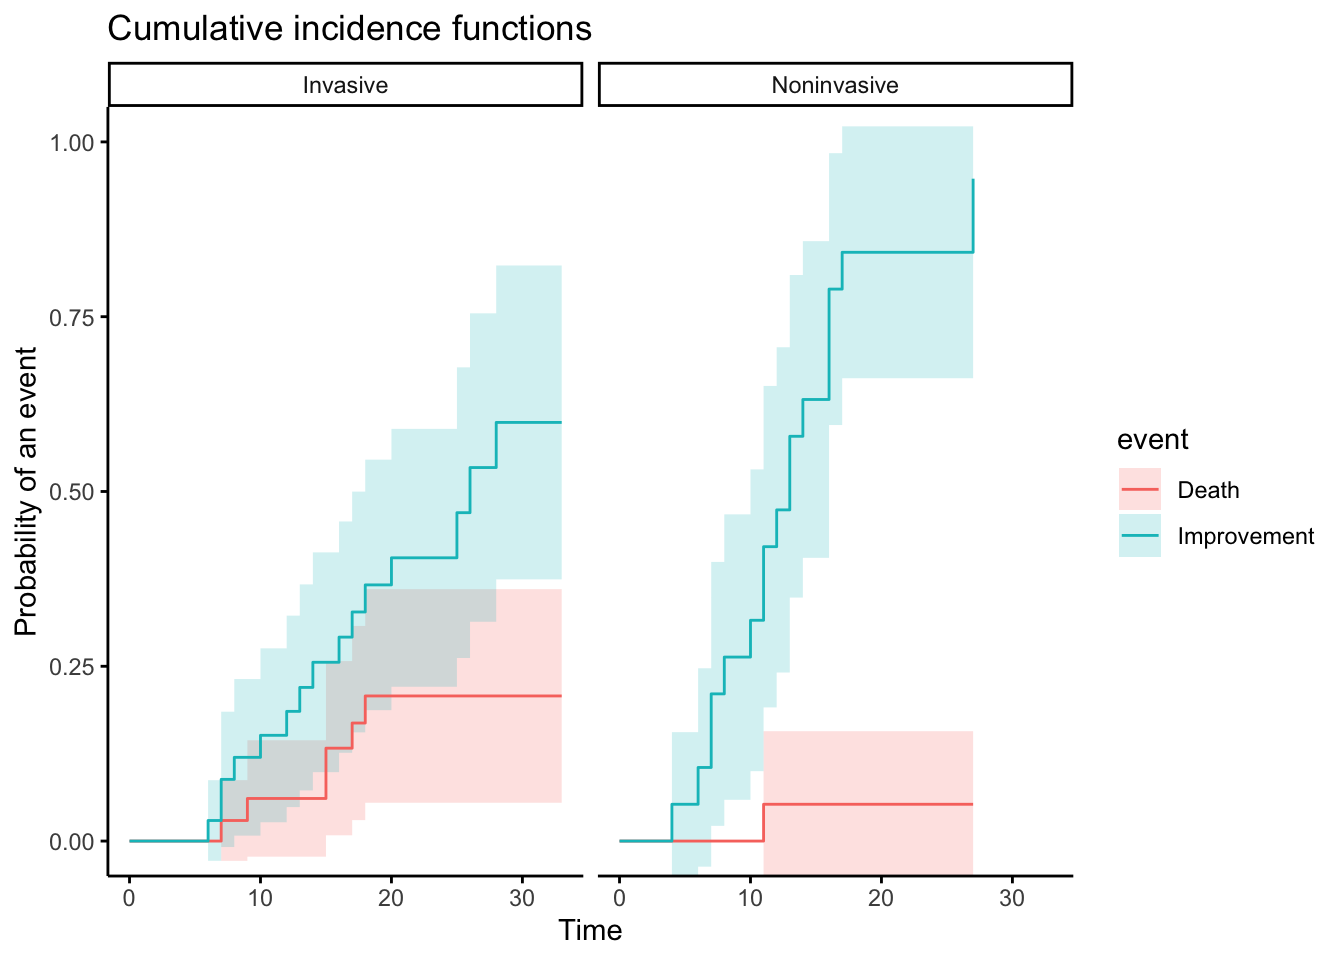 Cumulative incidence functions
Invasive
Noninvasive
1.00
0.75
0.50
0.25
0.00
Probability of an event
0 10 20 30
0 10 20 30
Time
event
Death
Improvement